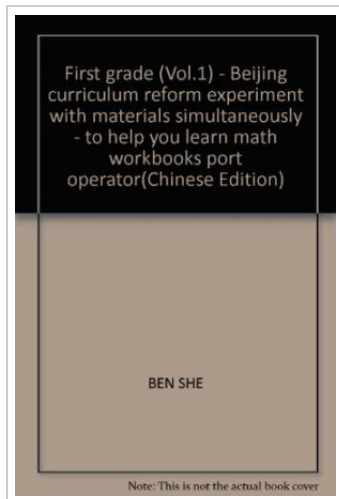 First grade (Vol.1) - Beijing
curriculum reform experiment
with materials simultaneously
- to help you learn math
workbooks port
operator(Chinese Edition)
BEN SHE
Note: This is not the actual book cover